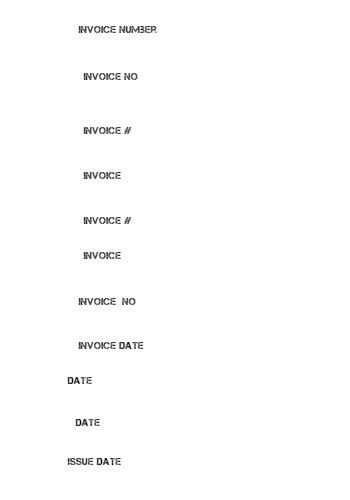 INVOICE NUMBER
INVOICE NO
INVOICE #
INVOICE
INVOICE #
INVOICE
INVOICE NO
INVOICE DATE
DATE
DATE
ISSUE DATE